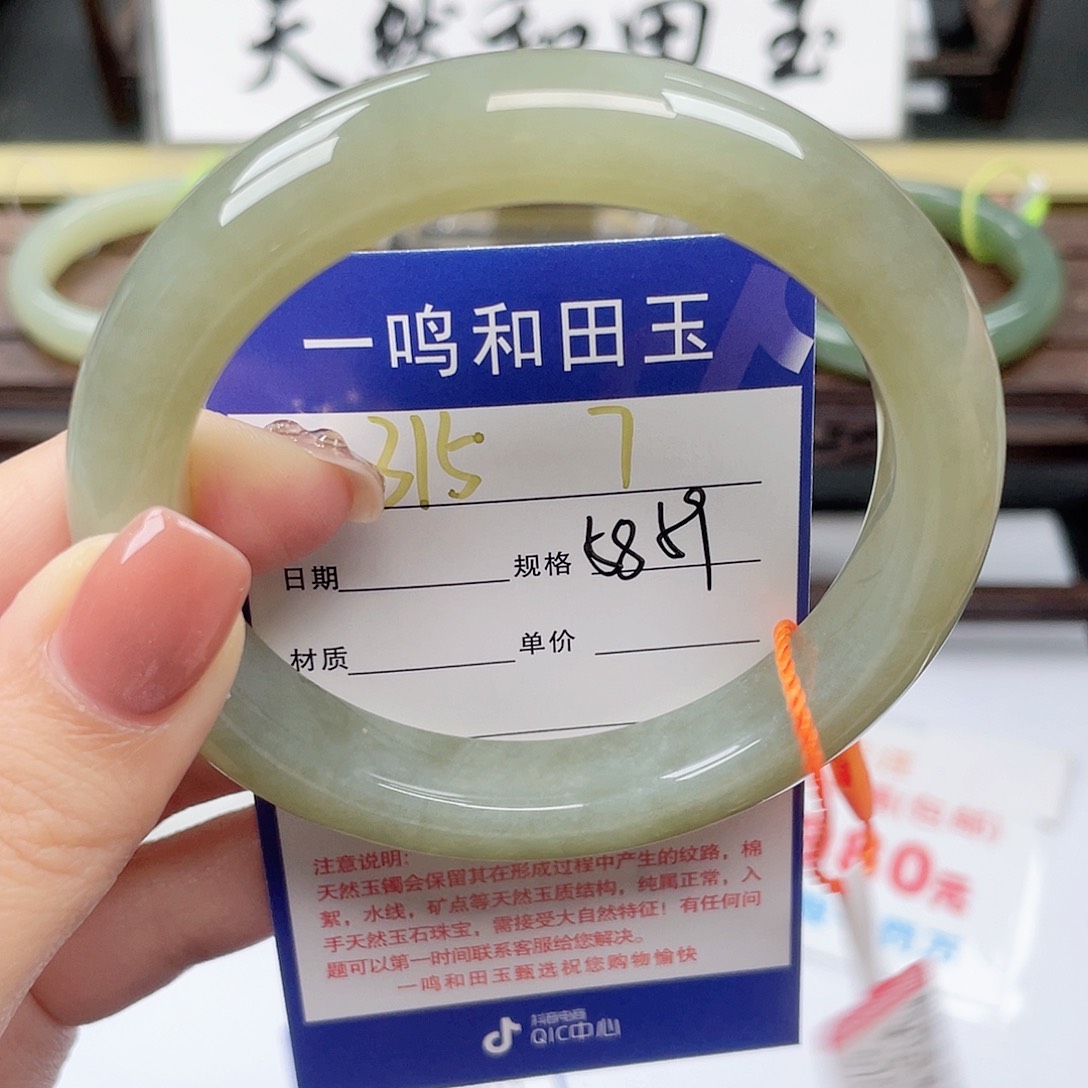 天然和田玉
一鸣和田玉
315 7
日期 规格 58 59
材质 单价
注意说明:
天然玉镯会保留其在形成过程中产生的纹路，棉
絮，水线，矿点等天然玉质结构，纯属正常，入
手天然玉石珠宝，需接受大自然特征！有任何问
题可以第一时间联系客服给您解决。
一鸣和田玉甄选祝您购物愉快
抖音电商
QIC中心
0元